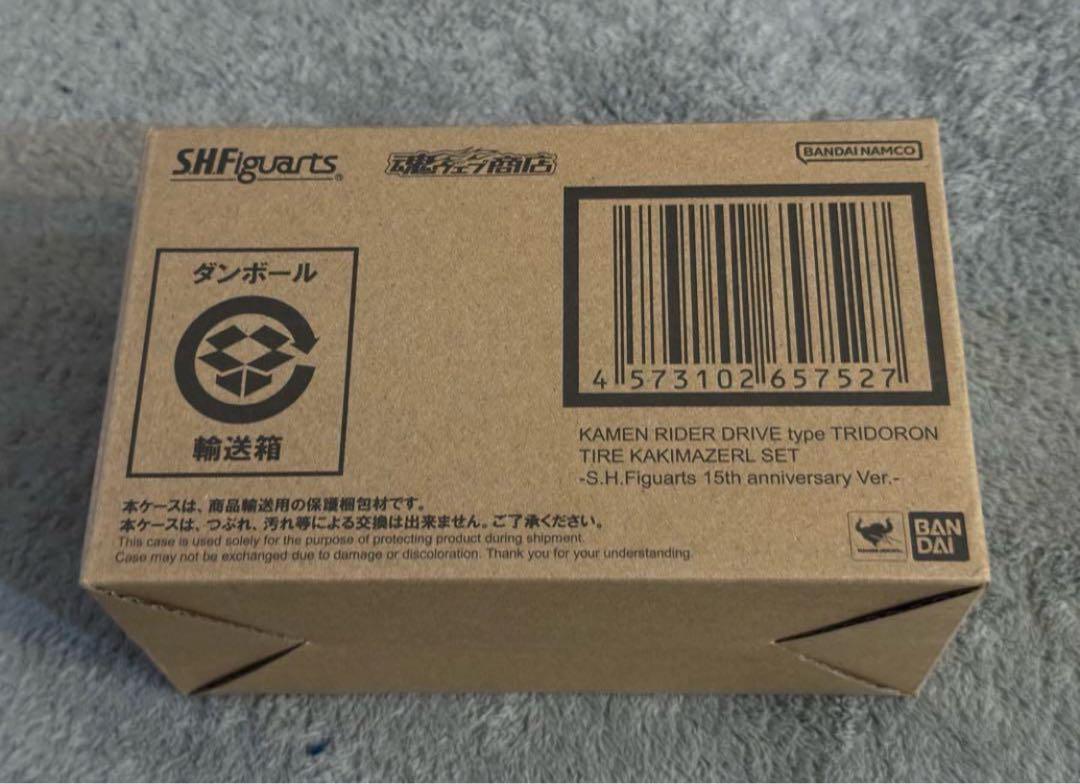 S.H.Figuarts®
魂ウェブ商店
BANDAI NAMCO
ダンボール
輸送箱
4 573102 657527
KAMEN RIDER DRIVE type TRIDORON
TIRE KAKIMAZERL SET
-S.H.Figuarts 15th anniversary Ver.-
本ケースは、商品輸送用の保護梱包材です。
本ケースは、つぶれ、汚れ等による交換は出来ません。ご了承ください。
This case is used solely for the purpose of protecting product during shipment.
Case may not be exchanged due to damage or discoloration. Thank you for your understanding.
BAN
DAI